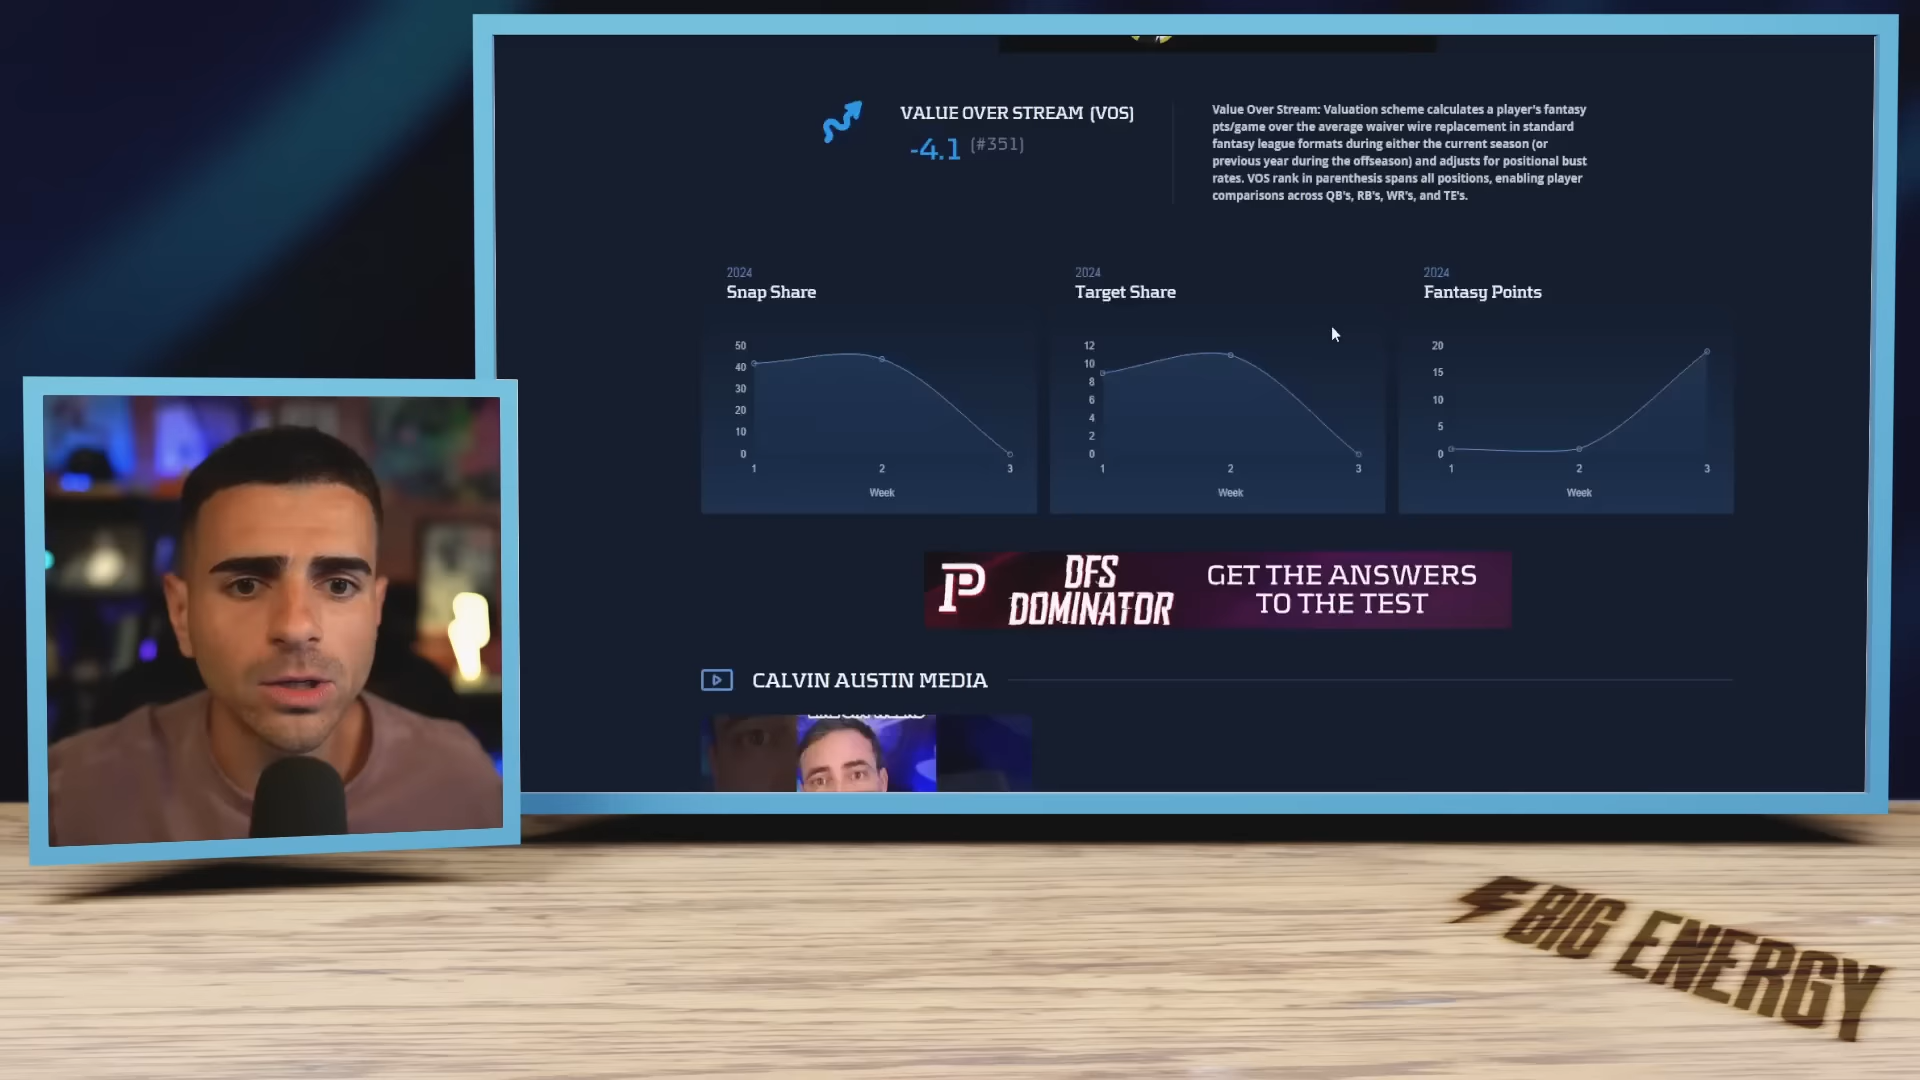 VALUE OVER STREAM (VOS)
-4.1 (#351)
Value Over Stream: Valuation scheme calculates a player's fantasy
pts/game over the average waiver wire replacement in standard
fantasy league formats during either the current season (or
previous year during the offseason) and adjusts for positional bust
rates. VOS rank in parenthesis spans all positions, enabling player
comparisons across QB's, RB's, WR's, and TE's.
2024
Snap Share
50
40
30
20
10
0
1 2 3
Week
2024
Target Share
12
10
8
6
4
2
0
1 2 3
Week
2024
Fantasy Points
20
15
10
5
0
1 2 3
Week
P
DFS
DOMINATOR
GET THE ANSWERS
TO THE TEST
CALVIN AUSTIN MEDIA
BIG ENERGY